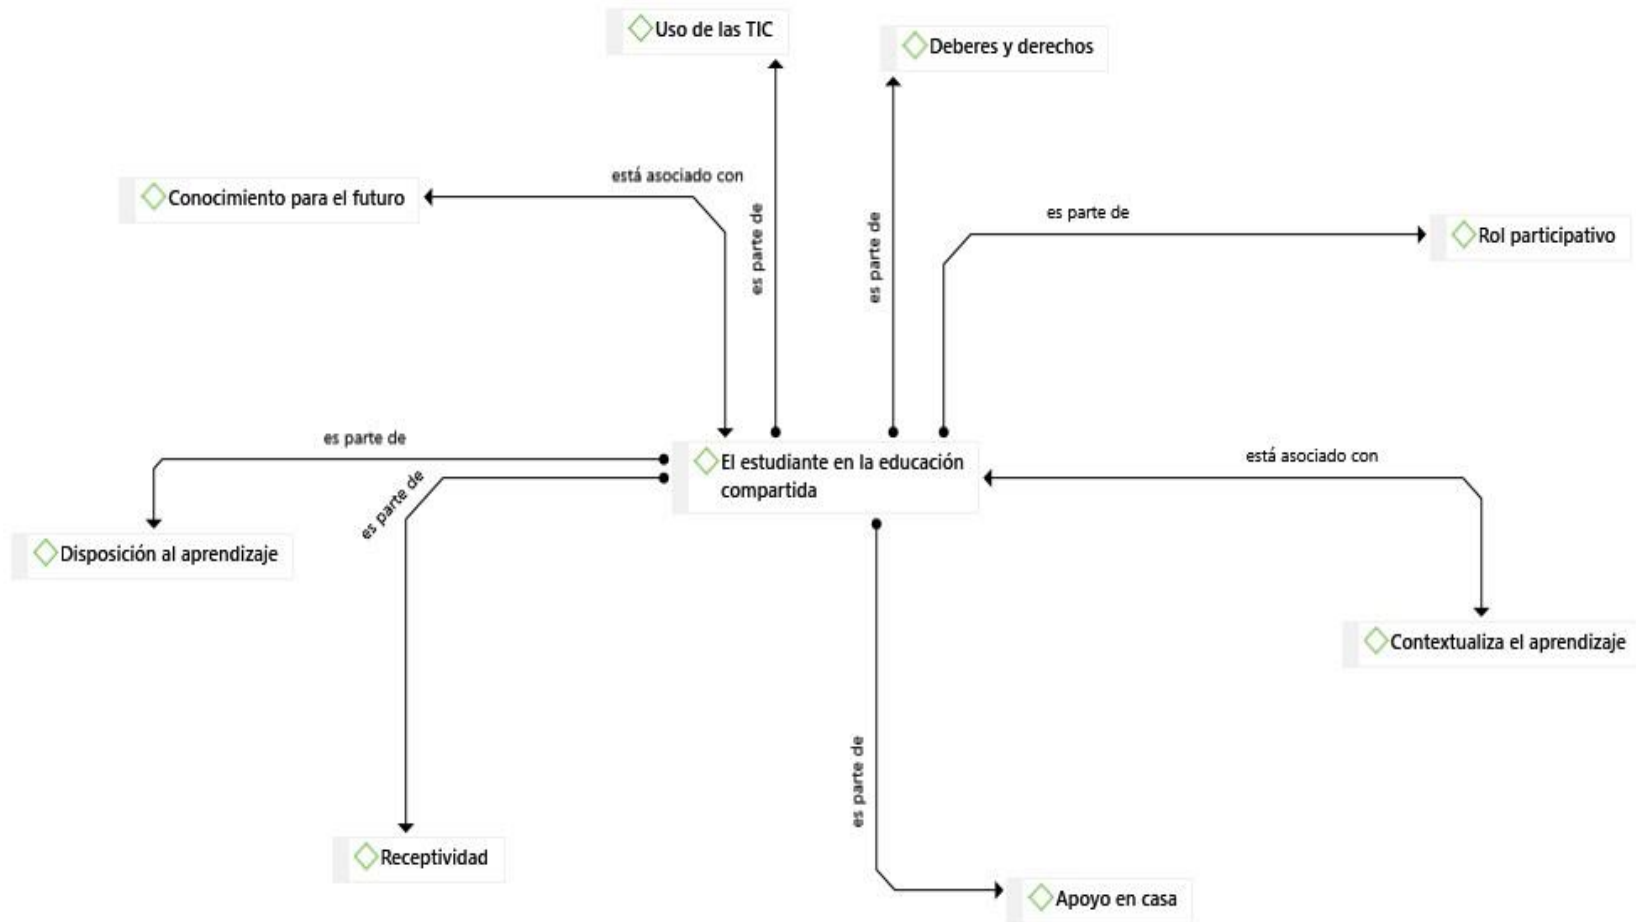 Uso de las TIC
Deberes y derechos
está asociado con
Conocimiento para el futuro
es parte de
es parte de
es parte de
Rol participativo
es parte de
El estudiante en la educación
compartida
está asociado con
es parte de
Disposición al aprendizaje
Contextualiza el aprendizaje
es parte de
Receptividad
Apoyo en casa